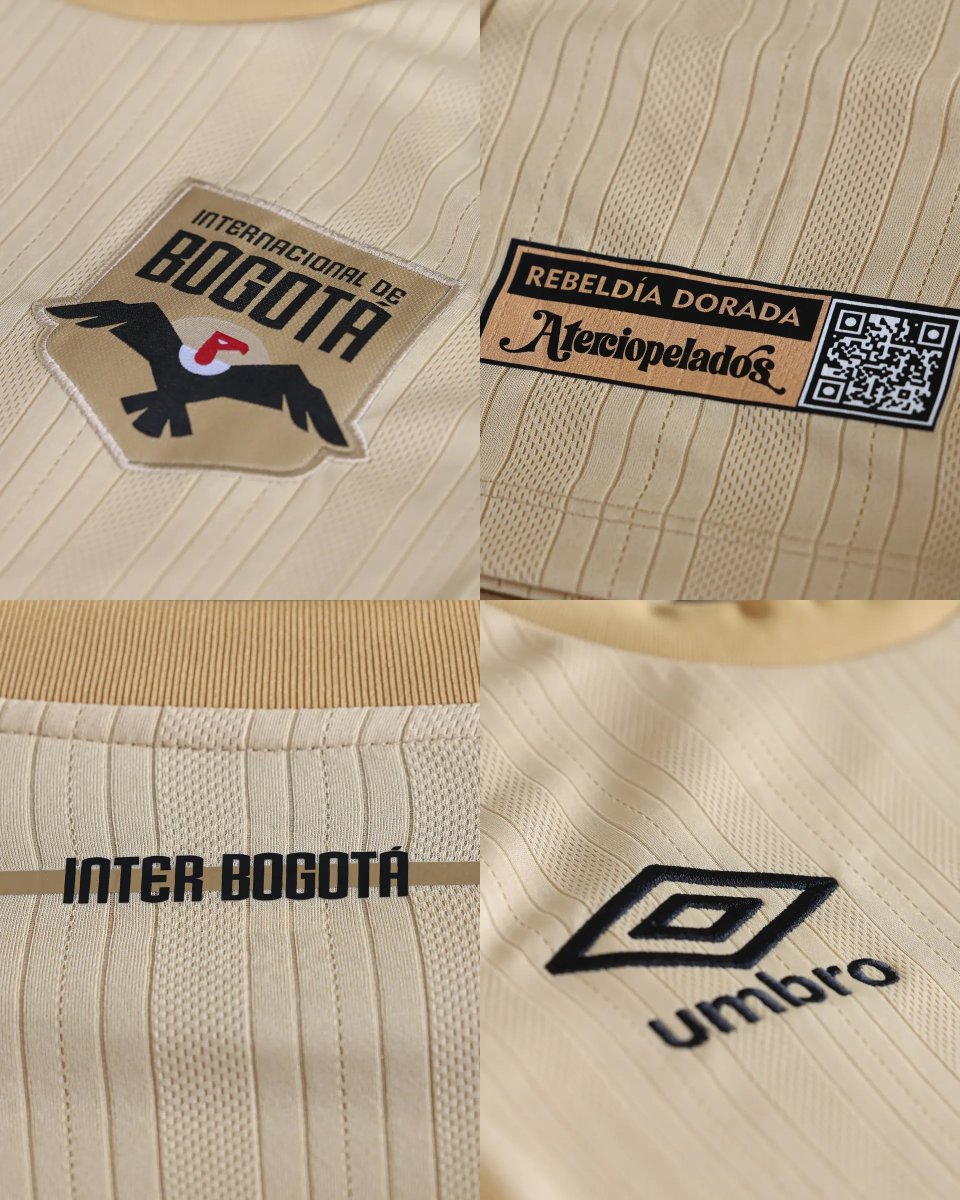 INTERNACIONAL DE
BOGOTÁ
REBELDÍA DORADA
Aterciopelados
INTER BOGOTÁ
umbro